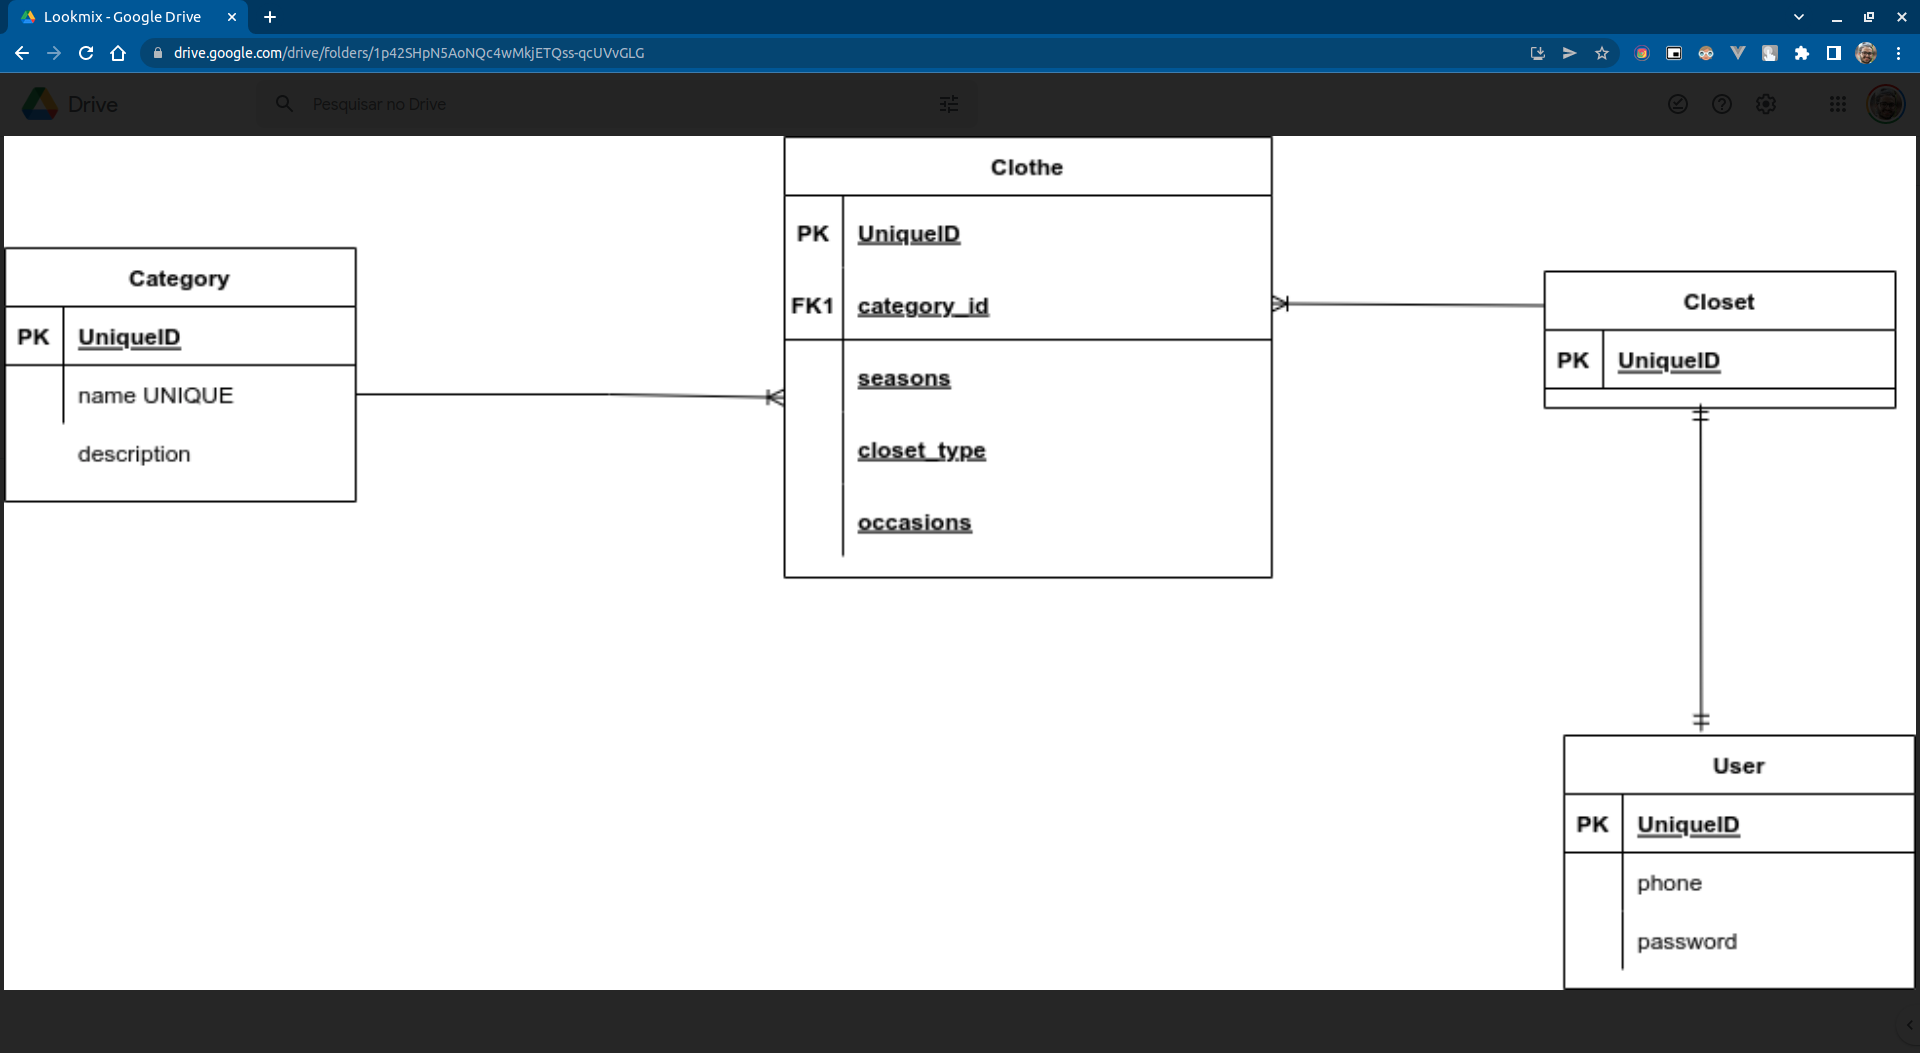 Lookmix - Google Drive
drive.google.com/drive/folders/1p42SHpN5AoNQc4wMkjETQss-qcUVvGLG
Drive
Pesquisar no Drive
Clothe
PK UniqueID
FK1 category_id
seasons
closet_type
occasions
Category
PK UniqueID
name UNIQUE
description
Closet
PK UniqueID
User
PK UniqueID
phone
password